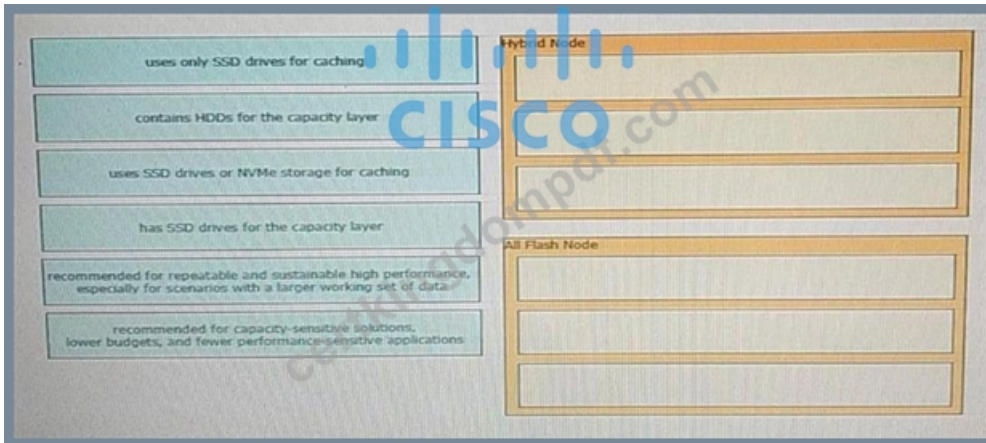 uses only SSD drives for caching
contains HDDs for the capacity layer
uses SSD drives or NVMe storage for caching
has SSD drives for the capacity layer
recommended for repeatable and sustainable high performance,
especially for scenarios with a larger working set of data
recommended for capacity-sensitive solutions,
lower budgets, and fewer performance-sensitive applications
Hybrid Node
All Flash Node
CISCO
certkingdompdf.com